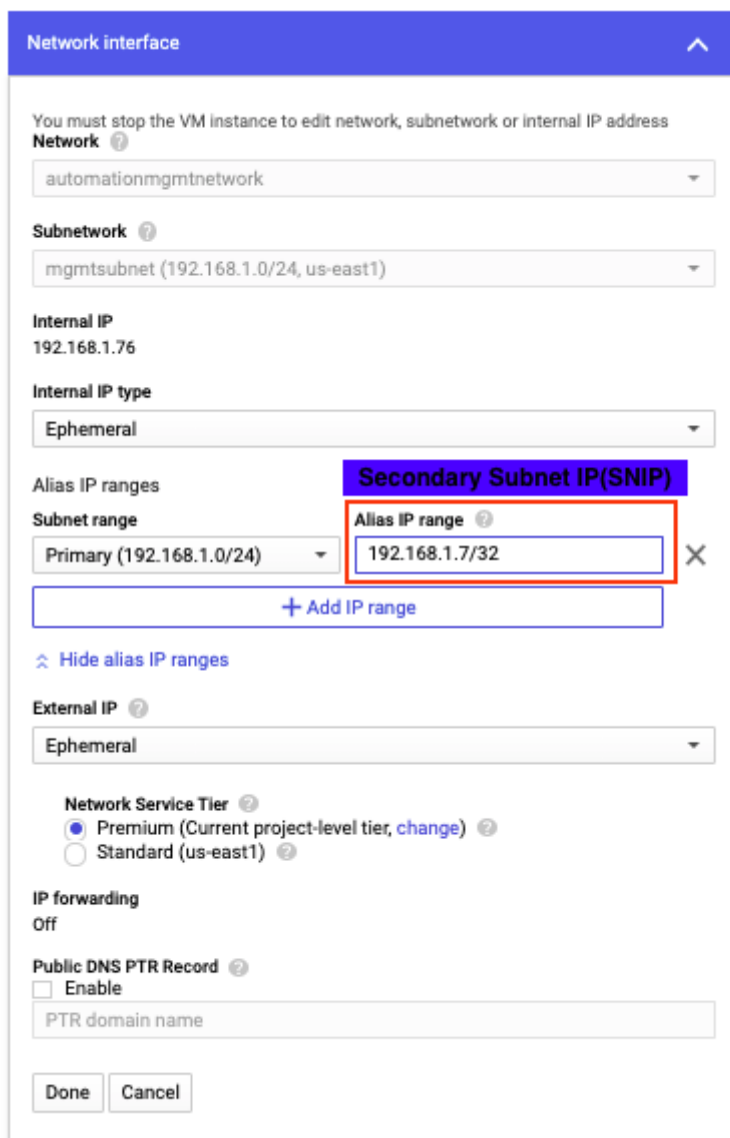 Network interface
You must stop the VM instance to edit network, subnetwork or internal IP address
Network
automationmgmtnetwork
Subnetwork
mgmtsubnet (192.168.1.0/24, us-east1)
Internal IP
192.168.1.76
Internal IP type
Ephemeral
Secondary Subnet IP(SNIP)
Alias IP ranges
Subnet range Alias IP range
Primary (192.168.1.0/24) 192.168.1.7/32
+ Add IP range
Hide alias IP ranges
External IP
Ephemeral
Network Service Tier
Premium (Current project-level tier, change)
Standard (us-east1)
IP forwarding
Off
Public DNS PTR Record
Enable
PTR domain name
Done Cancel